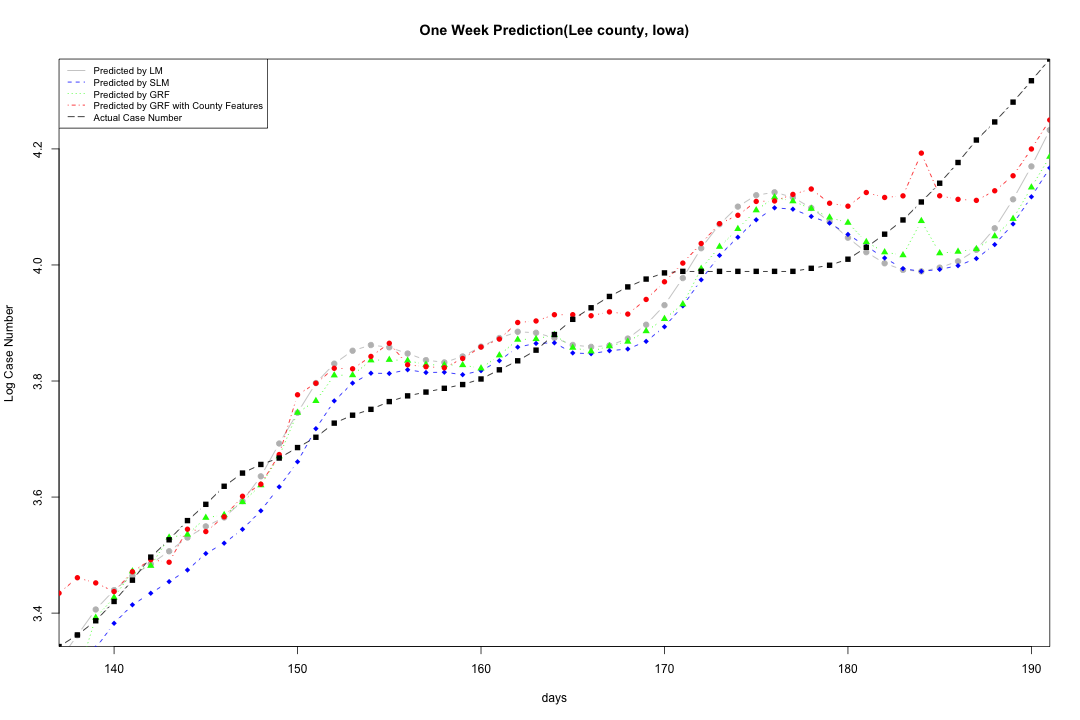 One Week Prediction(Lee county, Iowa)
Predicted by LM
Predicted by SLM
Predicted by GRF
Predicted by GRF with County Features
Actual Case Number
4.2
4.0
3.8
3.6
3.4
Log Case Number
140 150 160 170 180 190
days